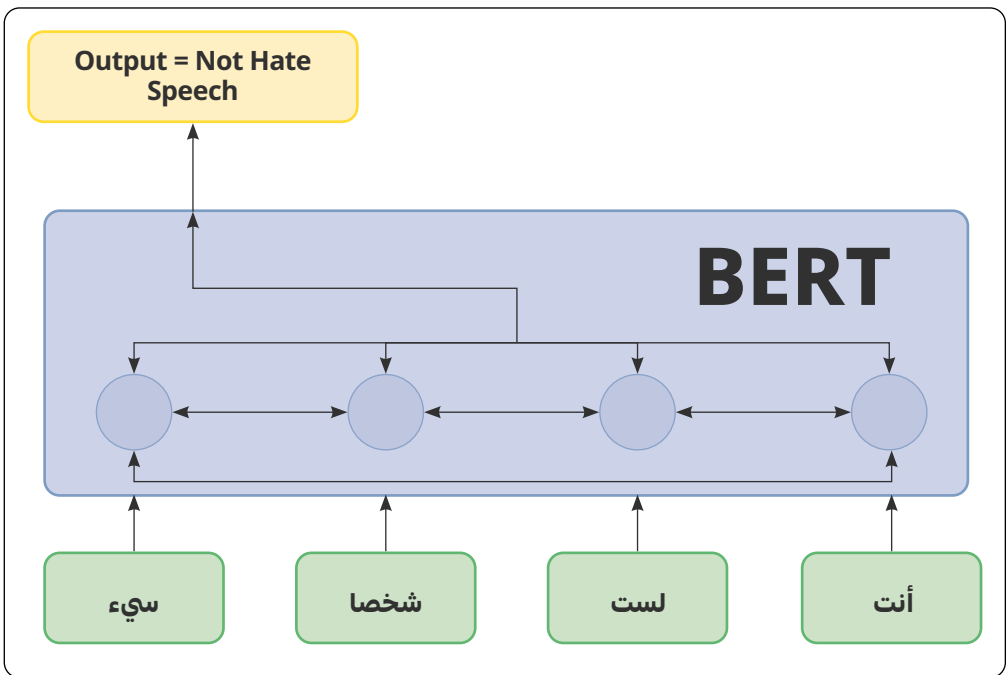 Output = Not Hate
Speech
BERT
أنت
لست
شخصا
سيء